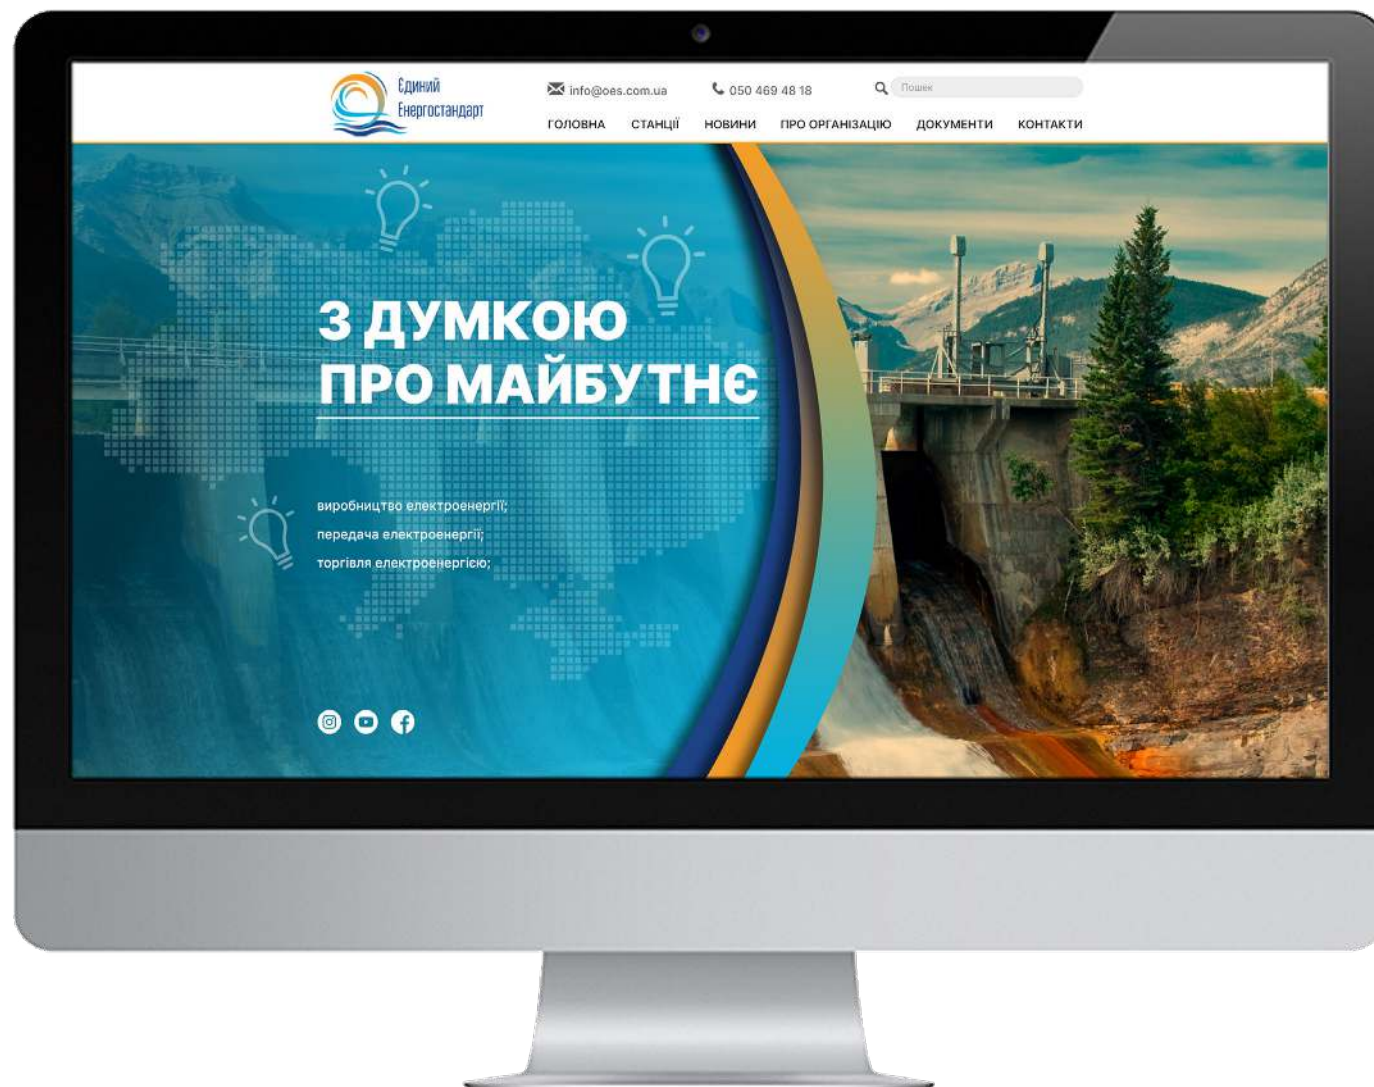 Єдиний
Енергостандарт
info@oes.com.ua
050 469 48 18
Пошек
ГОЛОВНА СТАНЦІЇ НОВИНИ ПРО ОРГАНІЗАЦІЮ ДОКУМЕНТИ КОНТАКТИ
З ДУМКОЮ
ПРО МАЙБУТНЄ
виробництво електроенергії;
передача електроенергії;
торгівля електроенергією;